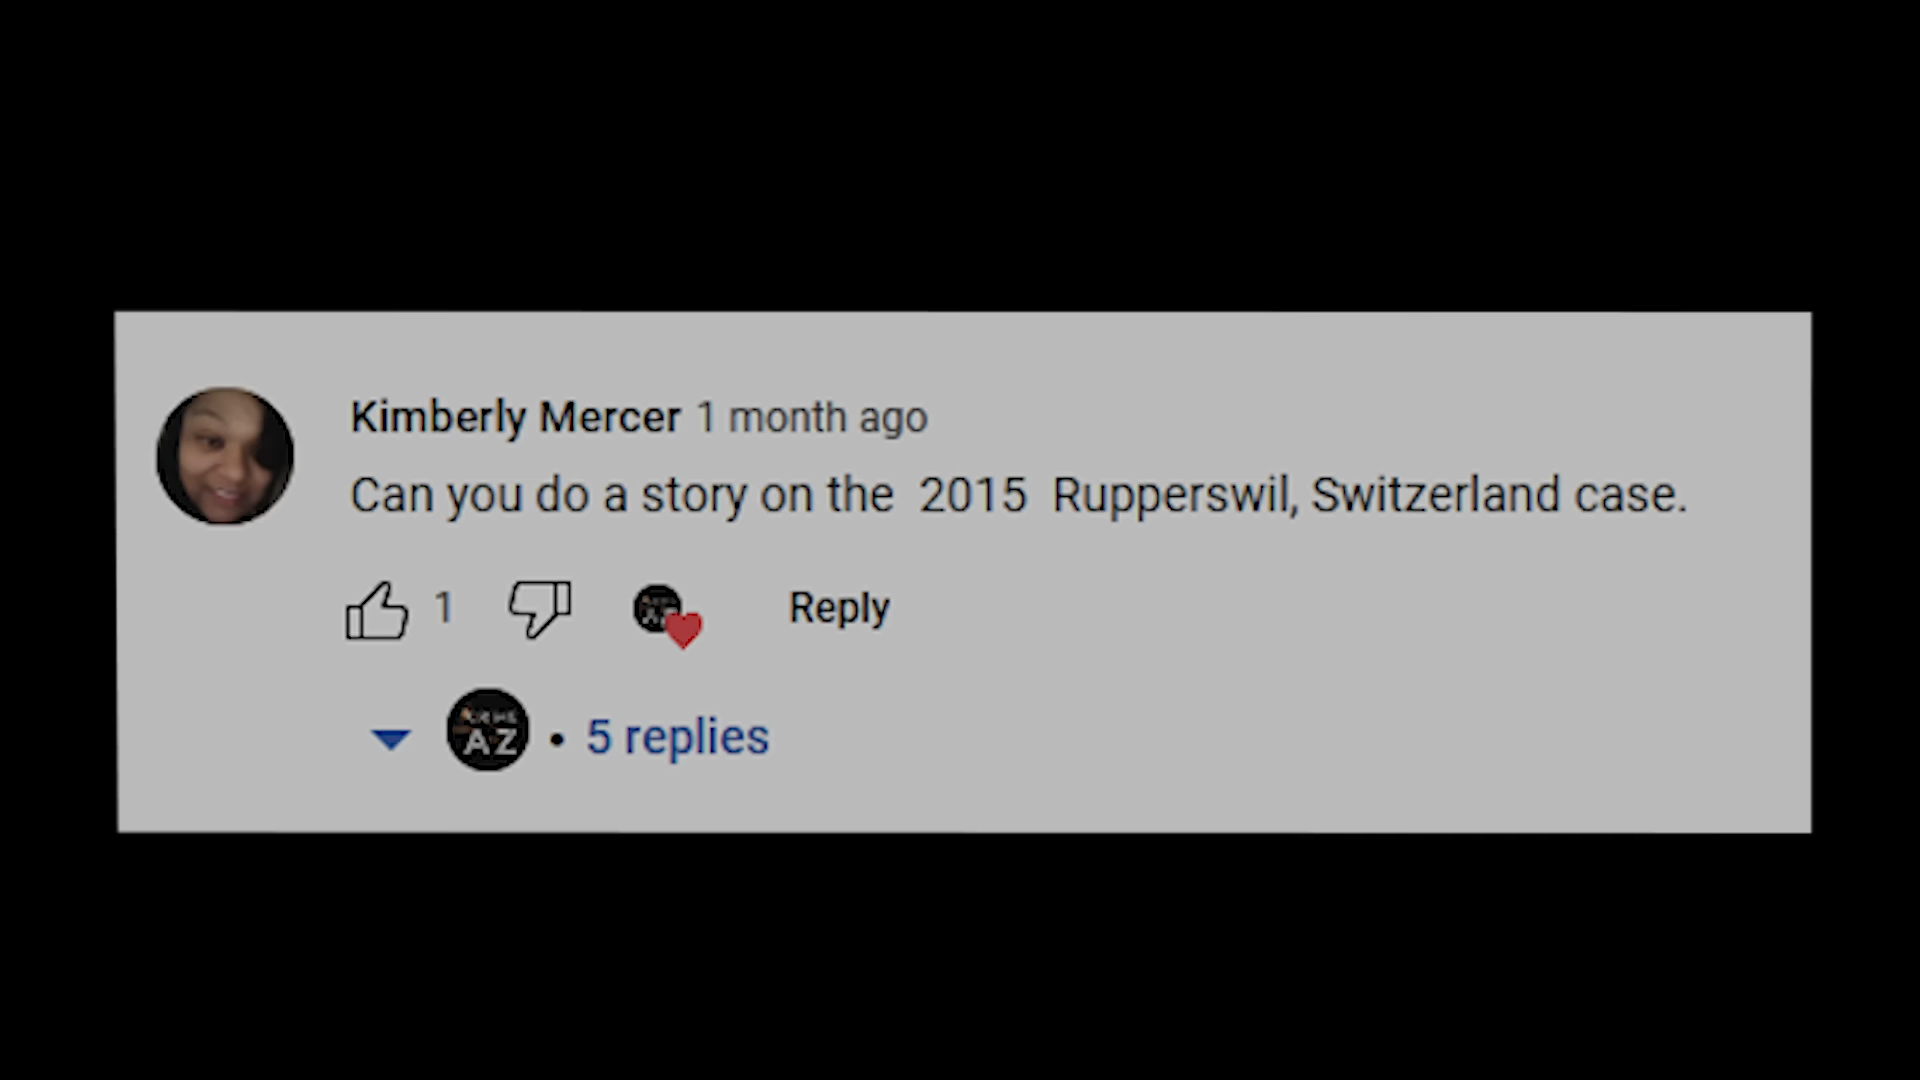 Kimberly Mercer 1 month ago
Can you do a story on the 2015 Rupperswil, Switzerland case.
1 Reply
CRIME
AZ
• 5 replies